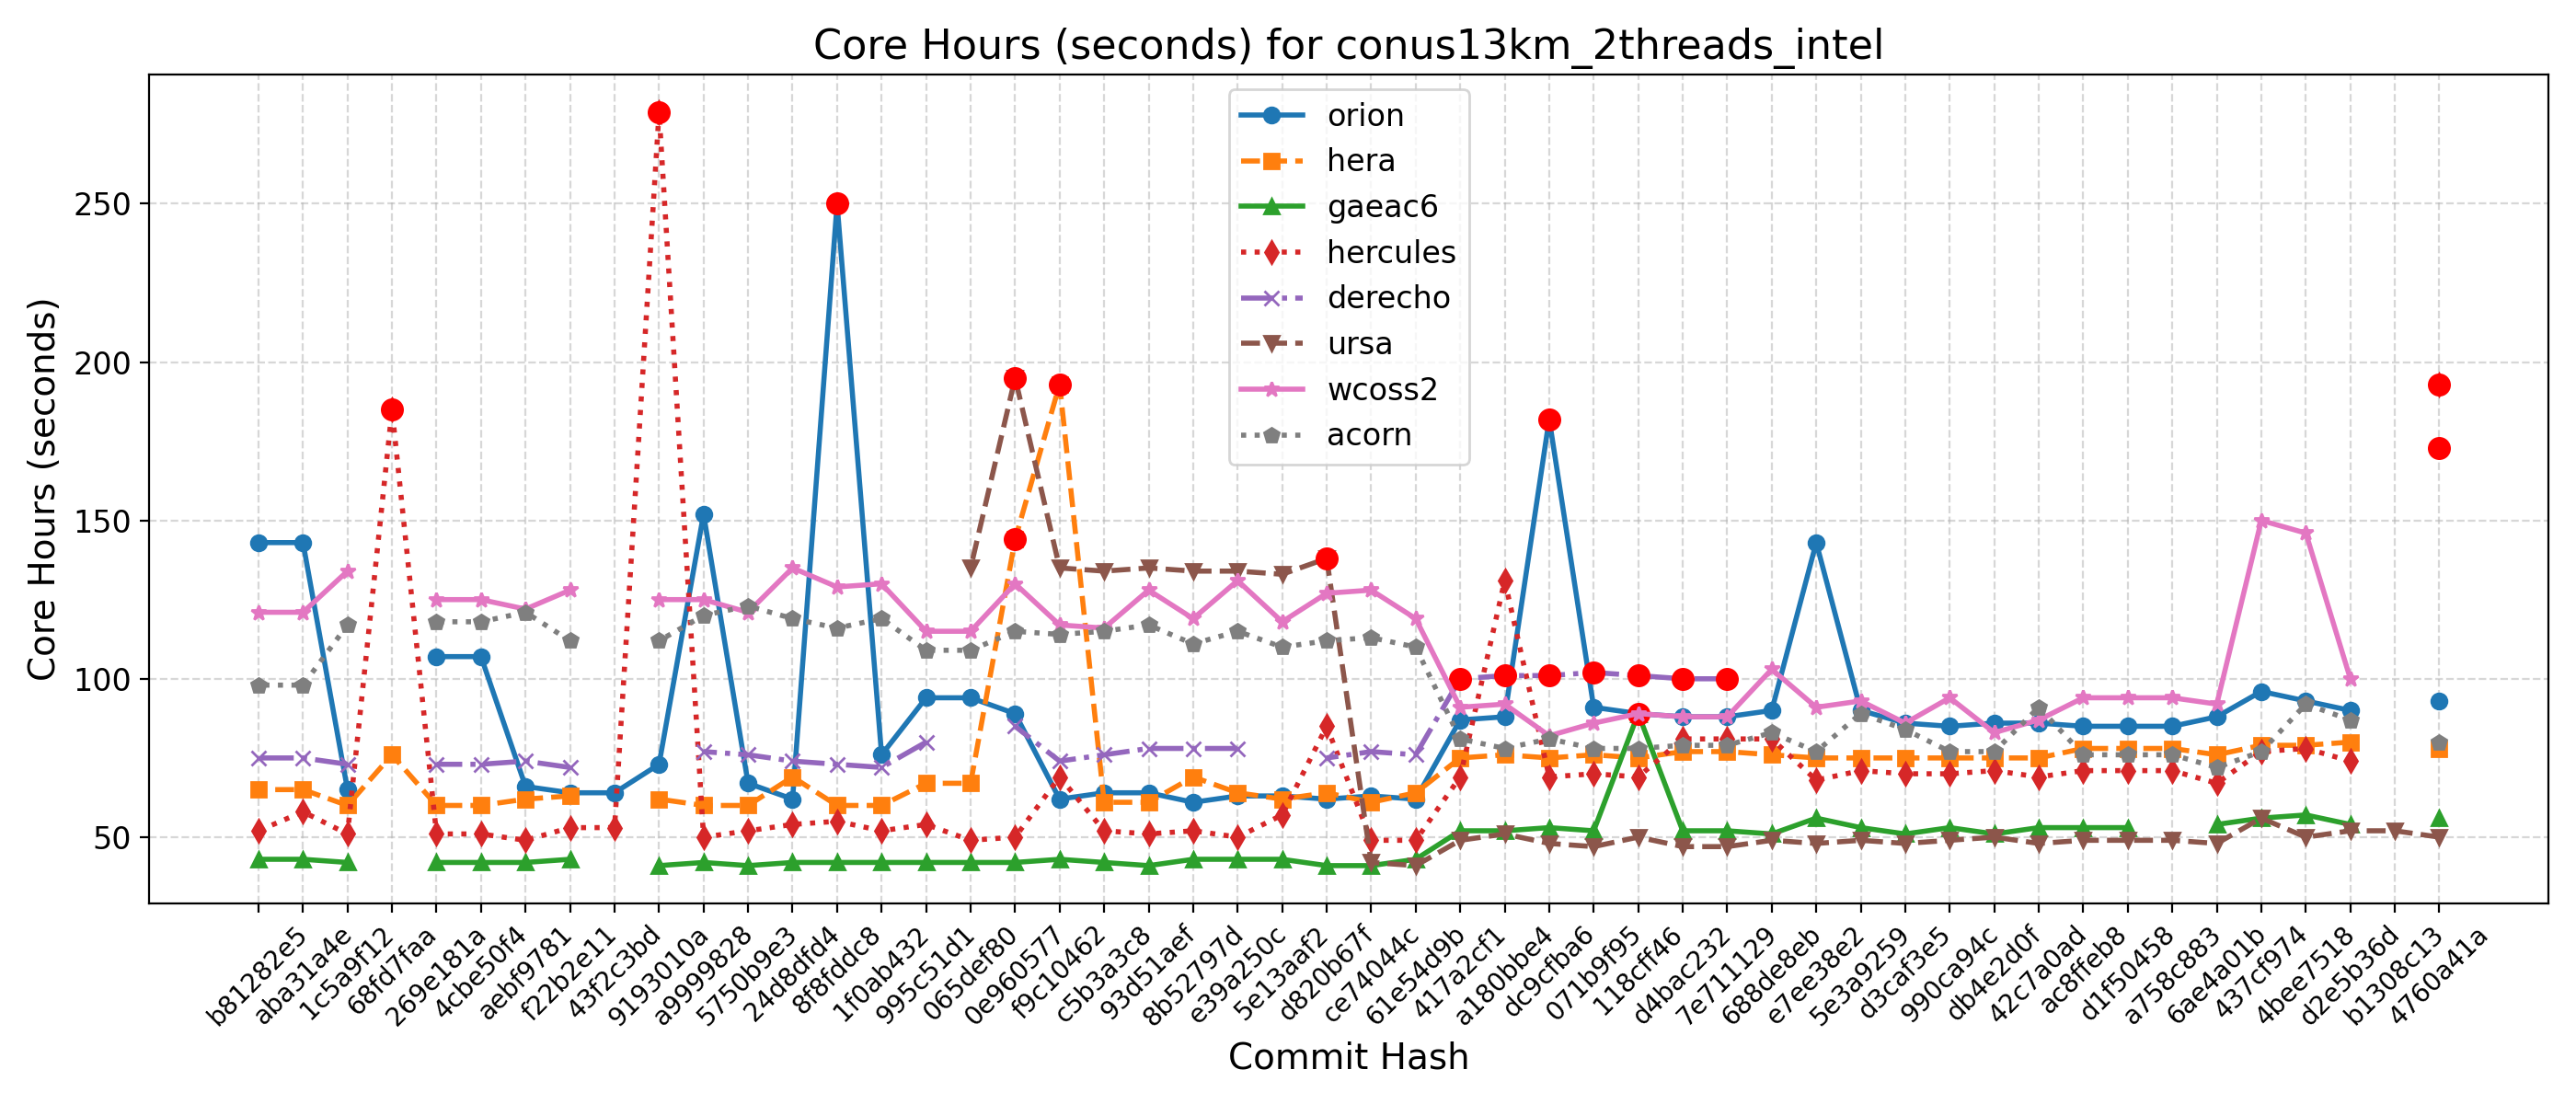 Core Hours (seconds) for conus13km_2threads_intel
Core Hours (seconds)
250
200
150
100
50
orion
hera
gaeac6
hercules
derecho
ursa
wcoss2
acorn
b81282e5
aba31a4e
1c5a9f12
68fd7faa
269e181a
4cbe50f4
aebf9781
f22b2e11
43f2c3bd
9193010a
a9999828
5750b9e3
24d8dfd4
8f8fddc8
1f0ab432
995c51d1
065def80
0e960577
f9c10462
c5b3a3c8
93d51aef
8b52797d
e39a250c
5e13aaf2
d820b67f
ce74044c
61e54d9b
417a2cf1
a180bbe4
dc9cfba6
071b9f95
118cff46
d4bac232
7e711129
688de8eb
e7ee38e2
5e3a9259
d3caf3e5
990ca94c
db4e2d0f
42c7a0ad
ac8ffeb8
d1f50458
a758c883
6ae4a01b
437cf974
4bee7518
d2e5b36d
b1308c13
4760a41a
Commit Hash